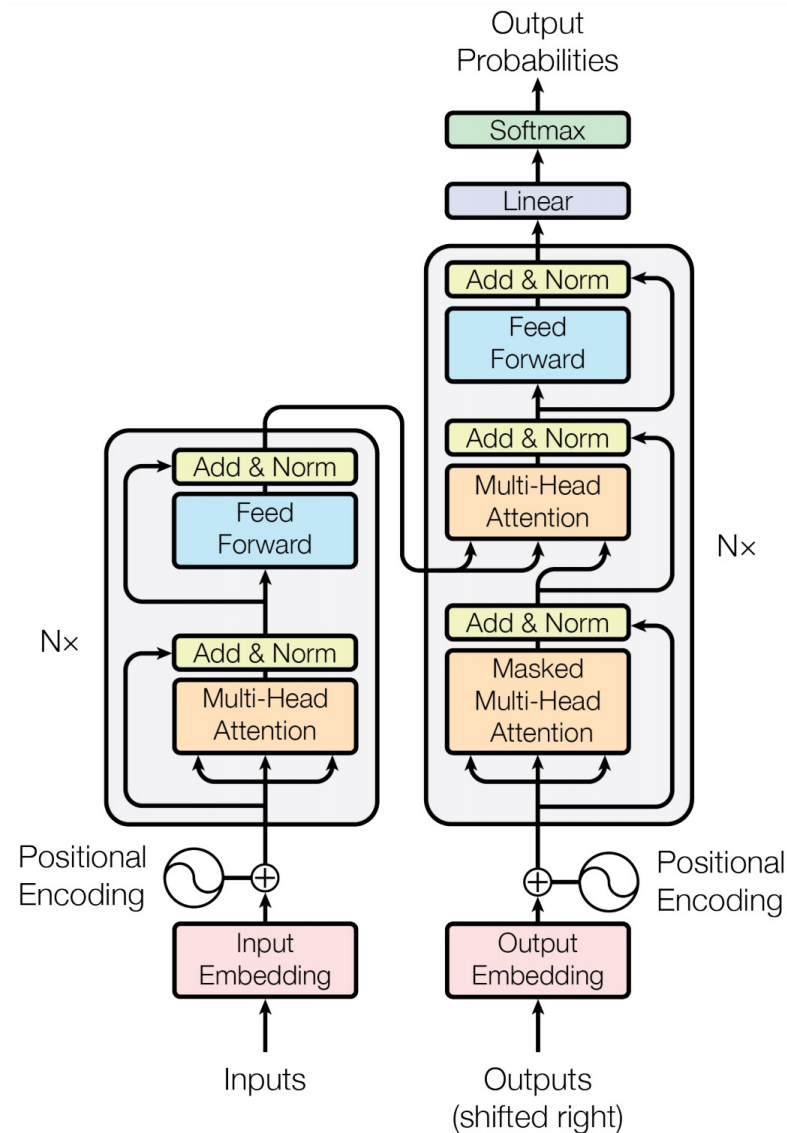 Output
Probabilities
Softmax
Linear
Add & Norm
Feed
Forward
Add & Norm
Multi-Head
Attention
Add & Norm
Masked
Multi-Head
Attention
N×
Add & Norm
Feed
Forward
Add & Norm
Multi-Head
Attention
N×
Positional
Encoding
Positional
Encoding
Input
Embedding
Output
Embedding
Inputs
Outputs
(shifted right)